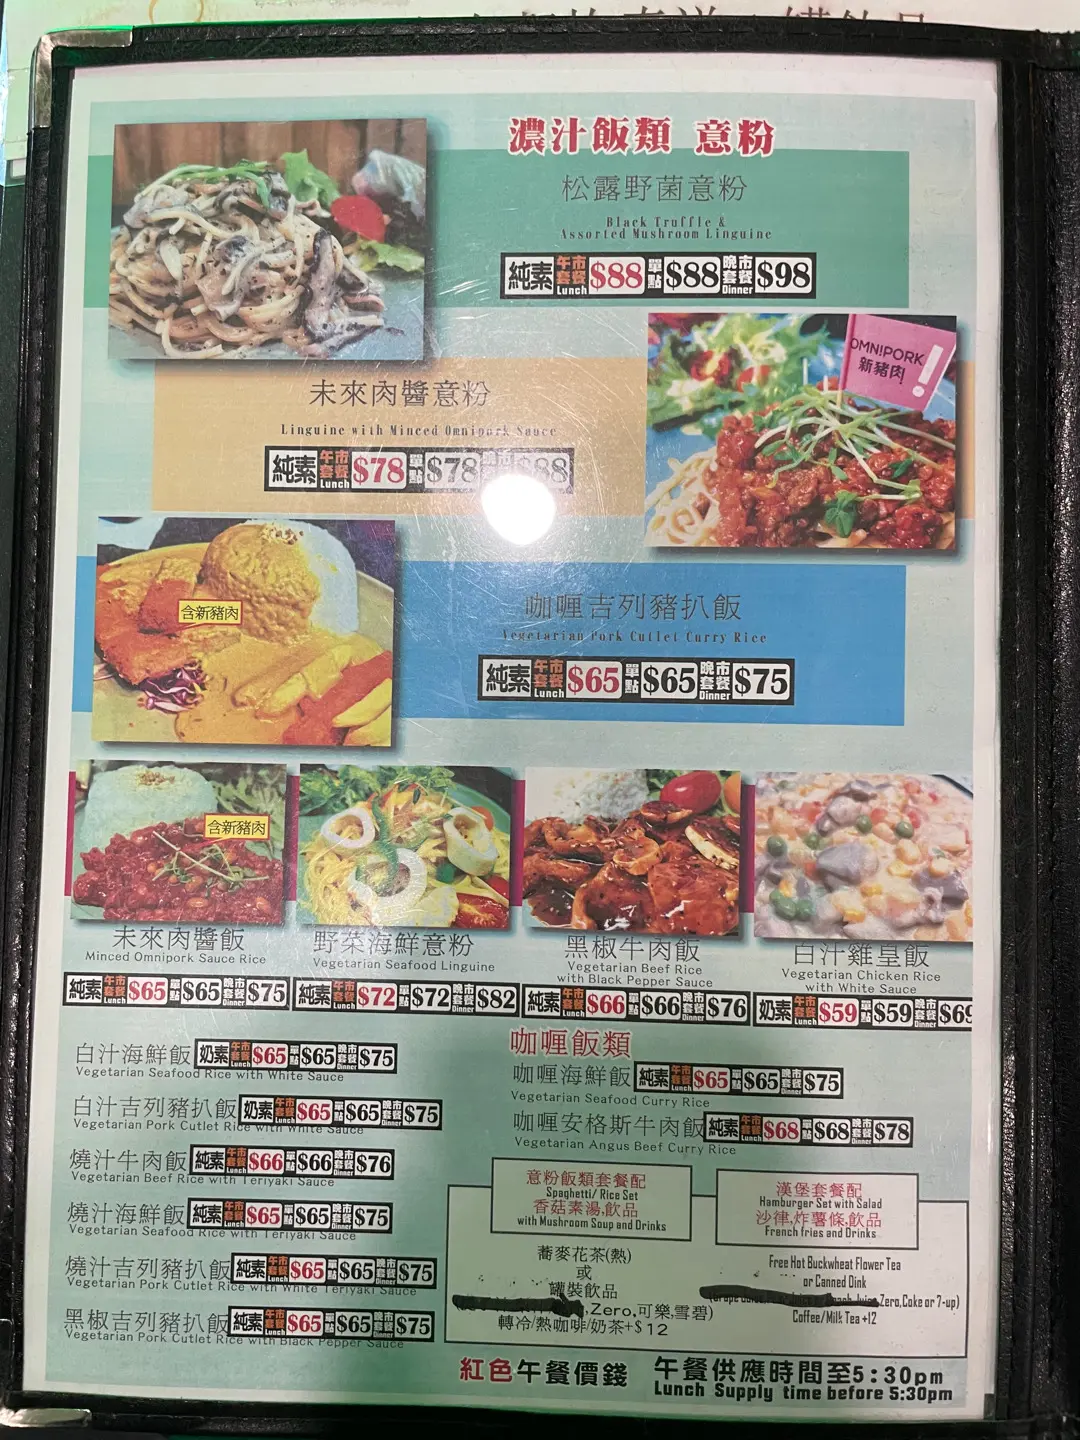 濃汁飯類 意粉
松露野菌意粉
Black Truffle &
Assorted Mushroom Linguine
純素 午市套餐 Lunch $88 單點 $88 晚市套餐 Dinner $98
OMNIPORK
新豬肉!
未來肉醬意粉
Linguine with Minced Omnipork Sauce
純素 午市套餐 Lunch $78 單點 $78 $88
含新豬肉
咖喱吉列豬扒飯
Vegetarian Pork Cutlet Curry Rice
純素 午市套餐 Lunch $65 單點 $65 晚市套餐 Dinner $75
含新豬肉
未來肉醬飯
Minced Omnipork Sauce Rice
純素 午市套餐 Lunch $65 單點 $65 晚市套餐 Dinner $75
野菜海鮮意粉
Vegetarian Seafood Linguine
純素 午市套餐 Lunch $72 單點 $72 晚市套餐 Dinner $82
黑椒牛肉飯
Vegetarian Beef Rice
with Black Pepper Sauce
純素 午市套餐 Lunch $66 單點 $66 晚市套餐 Dinner $76
白汁雞皇飯
Vegetarian Chicken Rice
with White Sauce
奶素 午市套餐 Lunch $59 單點 $59 晚市套餐 Dinner $69
白汁海鮮飯 奶素 午市套餐 Lunch $65 單點 $65 晚市套餐 Dinner $75
Vegetarian Seafood Rice with White Sauce
白汁吉列豬扒飯 奶素 午市套餐 Lunch $65 單點 $65 晚市套餐 Dinner $75
Vegetarian Pork Cutlet Rice with White Sauce
燒汁牛肉飯 純素 午市套餐 Lunch $66 單點 $66 晚市套餐 Dinner $76
Vegetarian Beef Rice with Teriyaki Sauce
燒汁海鮮飯 純素 午市套餐 Lunch $65 單點 $65 晚市套餐 Dinner $75
Vegetarian Seafood Rice with Teriyaki Sauce
燒汁吉列豬扒飯 純素 午市套餐 Lunch $65 單點 $65 晚市套餐 Dinner $75
Vegetarian Pork Cutlet Rice with White Teriyaki Sauce
黑椒吉列豬扒飯 純素 午市套餐 Lunch $65 單點 $65 晚市套餐 Dinner $75
Vegetarian Pork Cutlet Rice with Black Pepper Sauce
咖喱飯類
咖喱海鮮飯 純素 午市套餐 Lunch $65 單點 $65 晚市套餐 Dinner $75
Vegetarian Seafood Curry Rice
咖喱安格斯牛肉飯 純素 午市套餐 Lunch $68 單點 $68 晚市套餐 Dinner $78
Vegetarian Angus Beef Curry Rice
意粉飯類套餐配
Spaghetti/ Rice Set
香菇素湯,飲品
with Mushroom Soup and Drinks
蕎麥花茶(熱)
或
罐裝飲品
,Zero,可樂,雪碧)
轉冷/熱咖啡/奶茶+$12
漢堡套餐配
Hamburger Set with Salad
沙律,炸薯條,飲品
French fries and Drinks
Free Hot Buckwheat Flower Tea
or Canned Dink
Zero,Coke or 7-up)
Coffee/Milk Tea +12
紅色午餐價錢 午餐供應時間至5:30pm
Lunch Supply time before 5:30pm